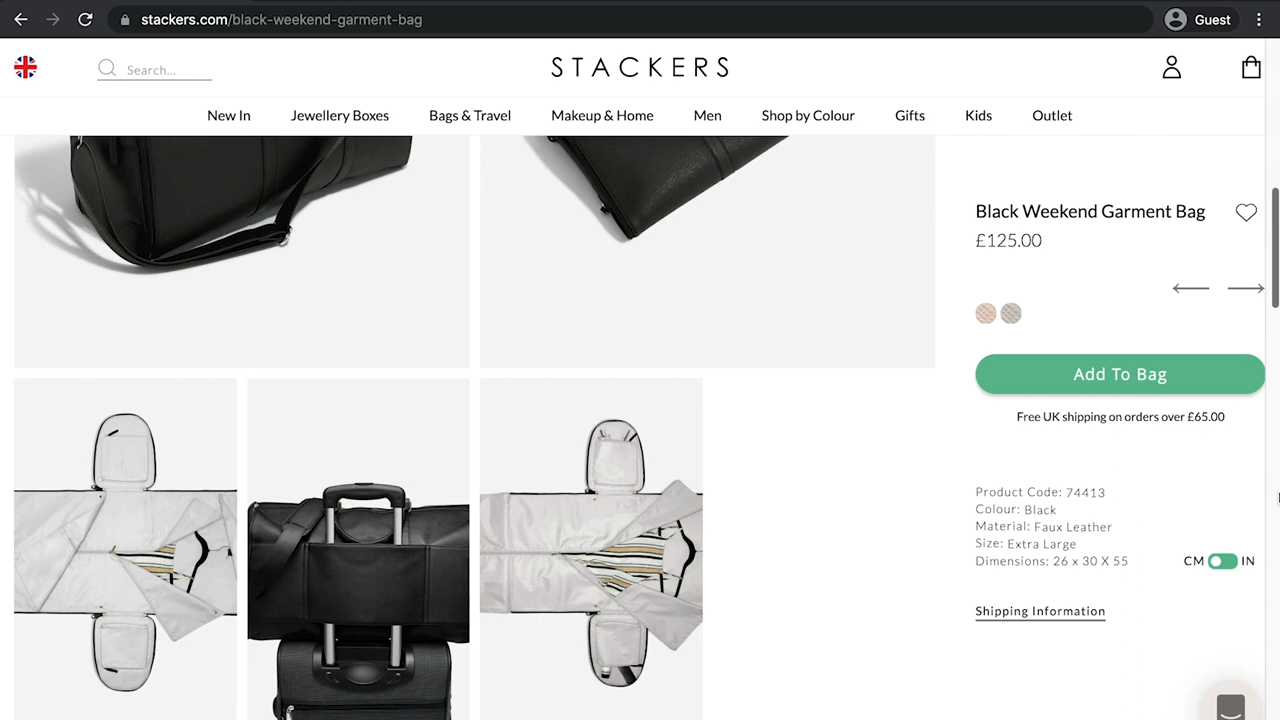 stackers.com/black-weekend-garment-bag
Guest
Search...
STACKERS
New In
Jewellery Boxes
Bags & Travel
Makeup & Home
Men
Shop by Colour
Gifts
Kids
Outlet
Black Weekend Garment Bag
£125.00
Add To Bag
Free UK shipping on orders over £65.00
Product Code: 74413
Colour: Black
Material: Faux Leather
Size: Extra Large
Dimensions: 26 x 30 X 55
CM IN
Shipping Information